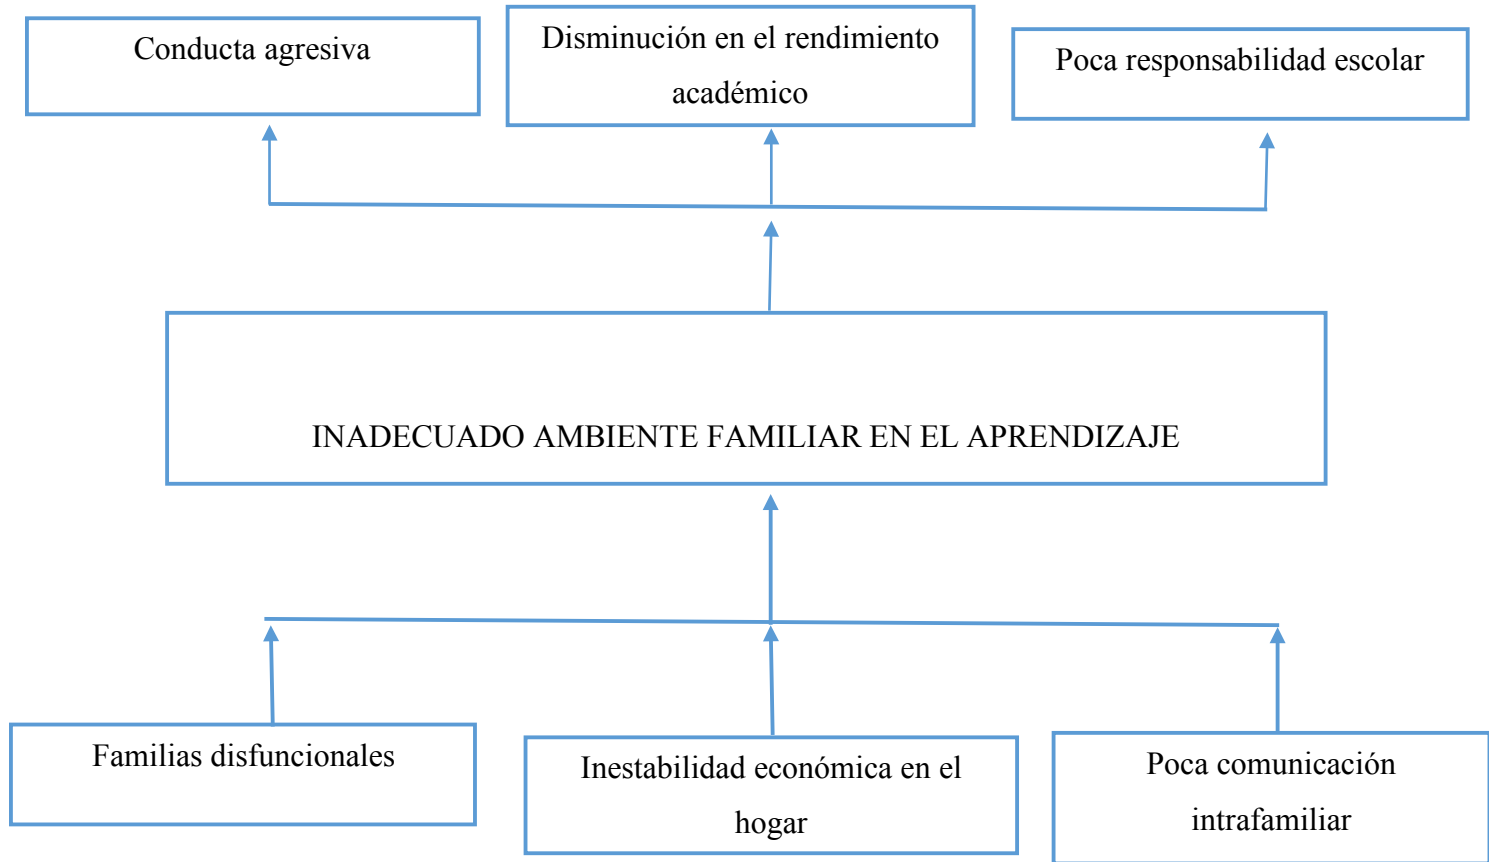 Conducta agresiva
Disminución en el rendimiento
académico
Poca responsabilidad escolar
INADECUADO AMBIENTE FAMILIAR EN EL APRENDIZAJE
Familias disfuncionales
Inestabilidad económica en el
hogar
Poca comunicación
intrafamiliar